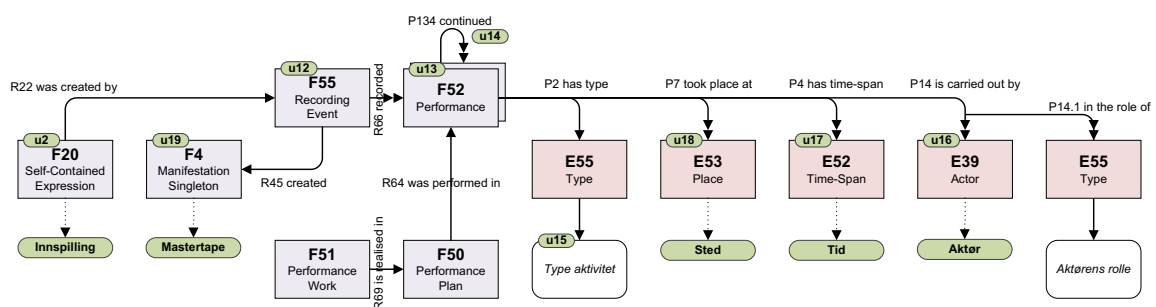 P134 continued
u14
u12
u13
R22 was created by
F55
Recording
Event
R66 recorded
F52
Performance
P2 has type
P7 took place at
P4 has time-span
P14 is carried out by
P14.1 in the role of
u2
F20
Self-Contained
Expression
u19
F4
Manifestation
Singleton
R45 created
R64 was performed in
E55
Type
u18
E53
Place
u17
E52
Time-Span
u16
E39
Actor
E55
Type
Innspilling
Mastertape
F51
Performance
Work
R69 is realised in
F50
Performance
Plan
u15
Type aktivitet
Sted
Tid
Aktør
Aktørens rolle